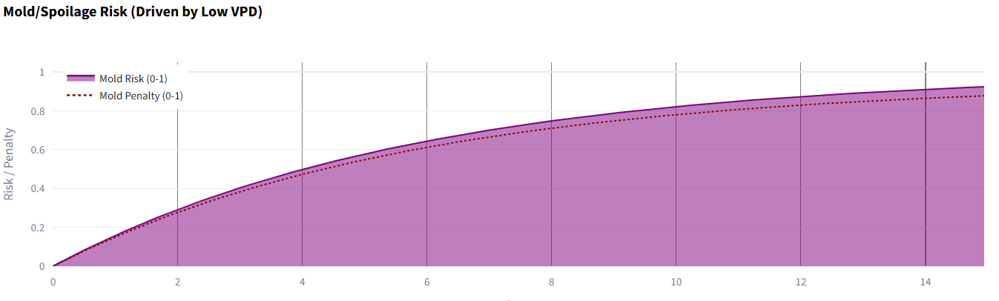 Mold/Spoilage Risk (Driven by Low VPD)
Mold Risk (0-1)
Mold Penalty (0-1)
Risk / Penalty
1
0.8
0.6
0.4
0.2
0
0 2 4 6 8 10 12 14